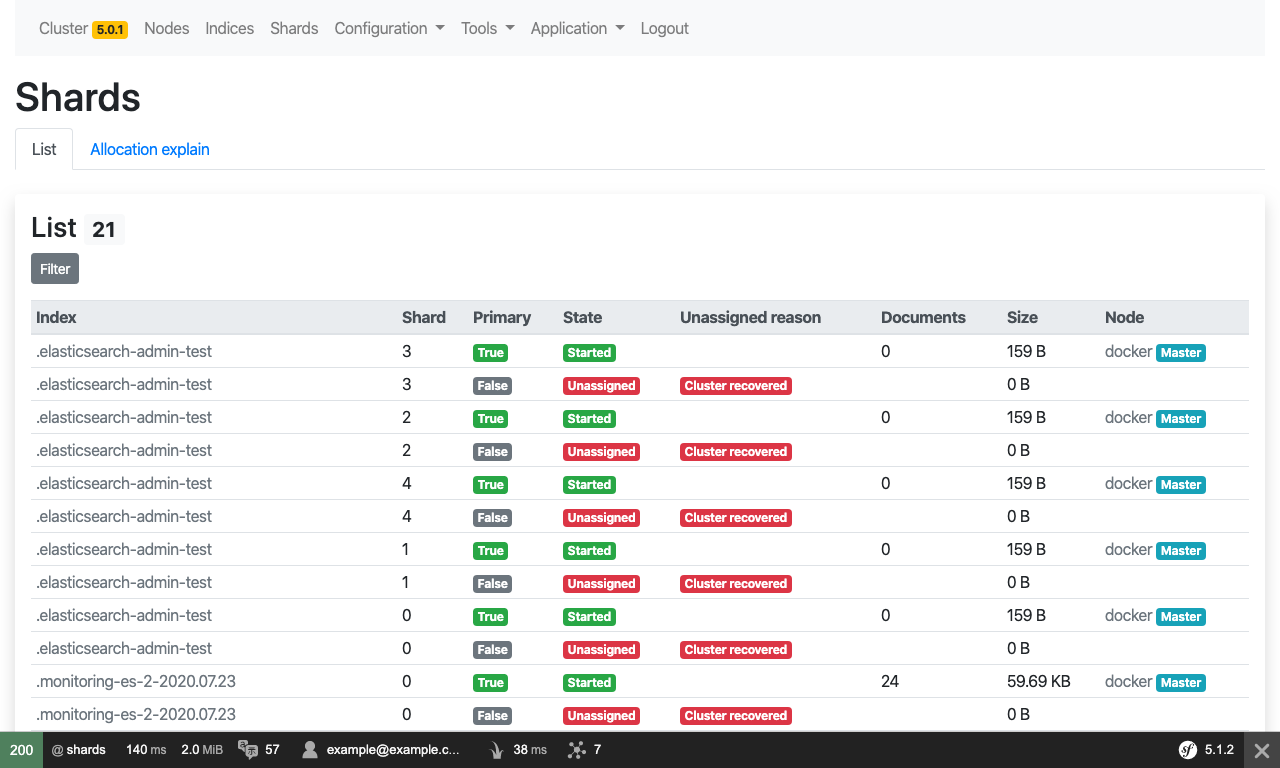 Cluster 5.0.1 Nodes Indices Shards Configuration Tools Application Logout
Shards
List Allocation explain
List 21
Filter
Index Shard Primary State Unassigned reason Documents Size Node
.elasticsearch-admin-test 3 True Started 0 159 B docker Master
.elasticsearch-admin-test 3 False Unassigned Cluster recovered 0 B
.elasticsearch-admin-test 2 True Started 0 159 B docker Master
.elasticsearch-admin-test 2 False Unassigned Cluster recovered 0 B
.elasticsearch-admin-test 4 True Started 0 159 B docker Master
.elasticsearch-admin-test 4 False Unassigned Cluster recovered 0 B
.elasticsearch-admin-test 1 True Started 0 159 B docker Master
.elasticsearch-admin-test 1 False Unassigned Cluster recovered 0 B
.elasticsearch-admin-test 0 True Started 0 159 B docker Master
.elasticsearch-admin-test 0 False Unassigned Cluster recovered 0 B
.monitoring-es-2-2020.07.23 0 True Started 24 59.69 KB docker Master
.monitoring-es-2-2020.07.23 0 False Unassigned Cluster recovered 0 B
200 @ shards 140 ms 2.0 MiB 57 example@example.c... 38 ms 7 sf 5.1.2